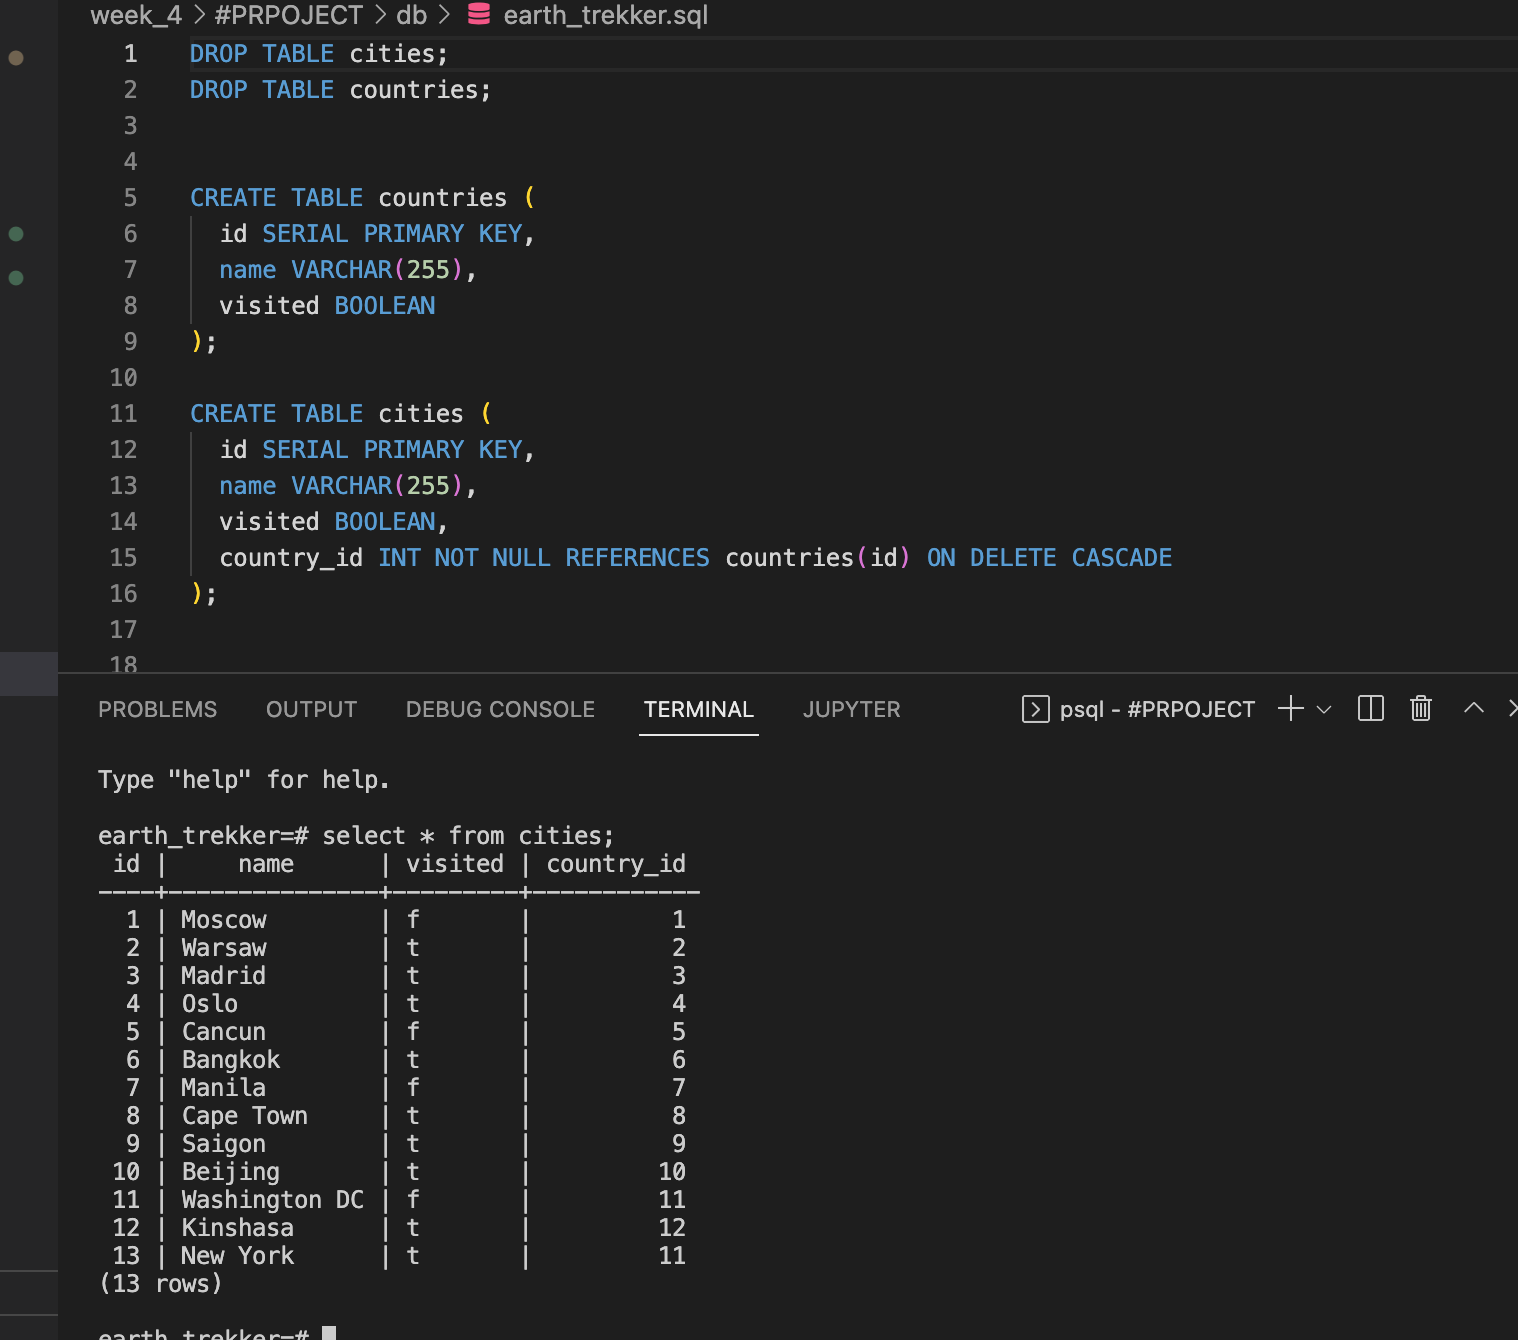 week_4 > #PRPOJECT > db > earth_trekker.sql
1 DROP TABLE cities;
2 DROP TABLE countries;
3
4
5 CREATE TABLE countries (
6 id SERIAL PRIMARY KEY,
7 name VARCHAR(255),
8 visited BOOLEAN
9 );
10
11 CREATE TABLE cities (
12 id SERIAL PRIMARY KEY,
13 name VARCHAR(255),
14 visited BOOLEAN,
15 country_id INT NOT NULL REFERENCES countries(id) ON DELETE CASCADE
16 );
17
18
PROBLEMS OUTPUT DEBUG CONSOLE TERMINAL JUPYTER psql - #PRPOJECT
Type "help" for help.
earth_trekker=# select * from cities;
id | name | visited | country_id
----+---------------+---------+------------
1 | Moscow | f | 1
2 | Warsaw | t | 2
3 | Madrid | t | 3
4 | Oslo | t | 4
5 | Cancun | f | 5
6 | Bangkok | t | 6
7 | Manila | f | 7
8 | Cape Town | t | 8
9 | Saigon | t | 9
10 | Beijing | t | 10
11 | Washington DC | f | 11
12 | Kinshasa | t | 12
13 | New York | t | 11
(13 rows)
earth_trekker=#